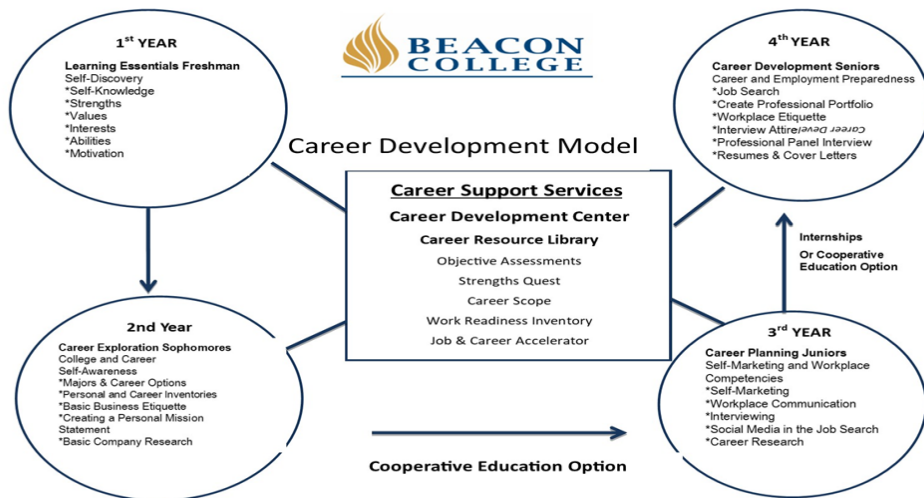 BEACON
COLLEGE
Career Development Model
1st YEAR
Learning Essentials Freshman
Self-Discovery
*Self-Knowledge
*Strengths
*Values
*Interests
*Abilities
*Motivation
2nd Year
Career Exploration Sophomores
College and Career
Self-Awareness
*Majors & Career Options
*Personal and Career Inventories
*Basic Business Etiquette
*Creating a Personal Mission
Statement
*Basic Company Research
Career Support Services
Career Development Center
Career Resource Library
Objective Assessments
Strengths Quest
Career Scope
Work Readiness Inventory
Job & Career Accelerator
Cooperative Education Option
3rd YEAR
Career Planning Juniors
Self-Marketing and Workplace
Competencies
*Self-Marketing
*Workplace Communication
*Interviewing
*Social Media in the Job Search
*Career Research
Internships
Or Cooperative
Education Option
4th YEAR
Career Development Seniors
Career and Employment Preparedness
*Job Search
*Create Professional Portfolio
*Workplace Etiquette
*Interview Attire Career Devel
*Professional Panel Interview
*Resumes & Cover Letters